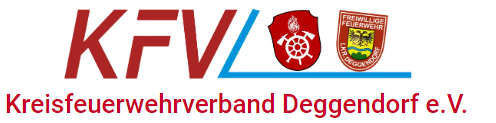 KFV
FREIWILLIGE
FEUERWEHR
LKR. DEGGENDORF
Kreisfeuerwehrverband Deggendorf e.V.